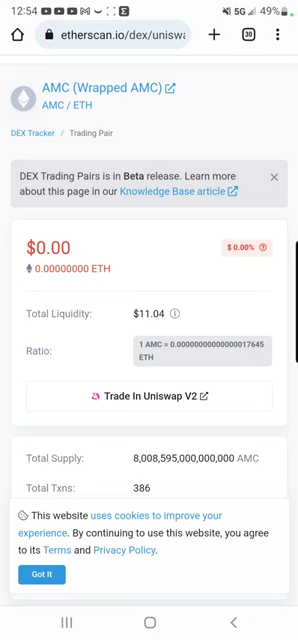 12:54 5G 49%
etherscan.io/dex/uniswa 30
AMC (Wrapped AMC)
AMC / ETH
DEX Tracker / Trading Pair
DEX Trading Pairs is in Beta release. Learn more
about this page in our Knowledge Base article
$0.00 $ 0.00%
0.00000000 ETH
Total Liquidity: $11.04
Ratio: 1 AMC = 0.00000000000000017645
ETH
Trade In Uniswap V2
Total Supply: 8,008,595,000,000,000 AMC
Total Txns: 386
This website uses cookies to improve your
experience. By continuing to use this website, you agree
to its Terms and Privacy Policy.
Got It